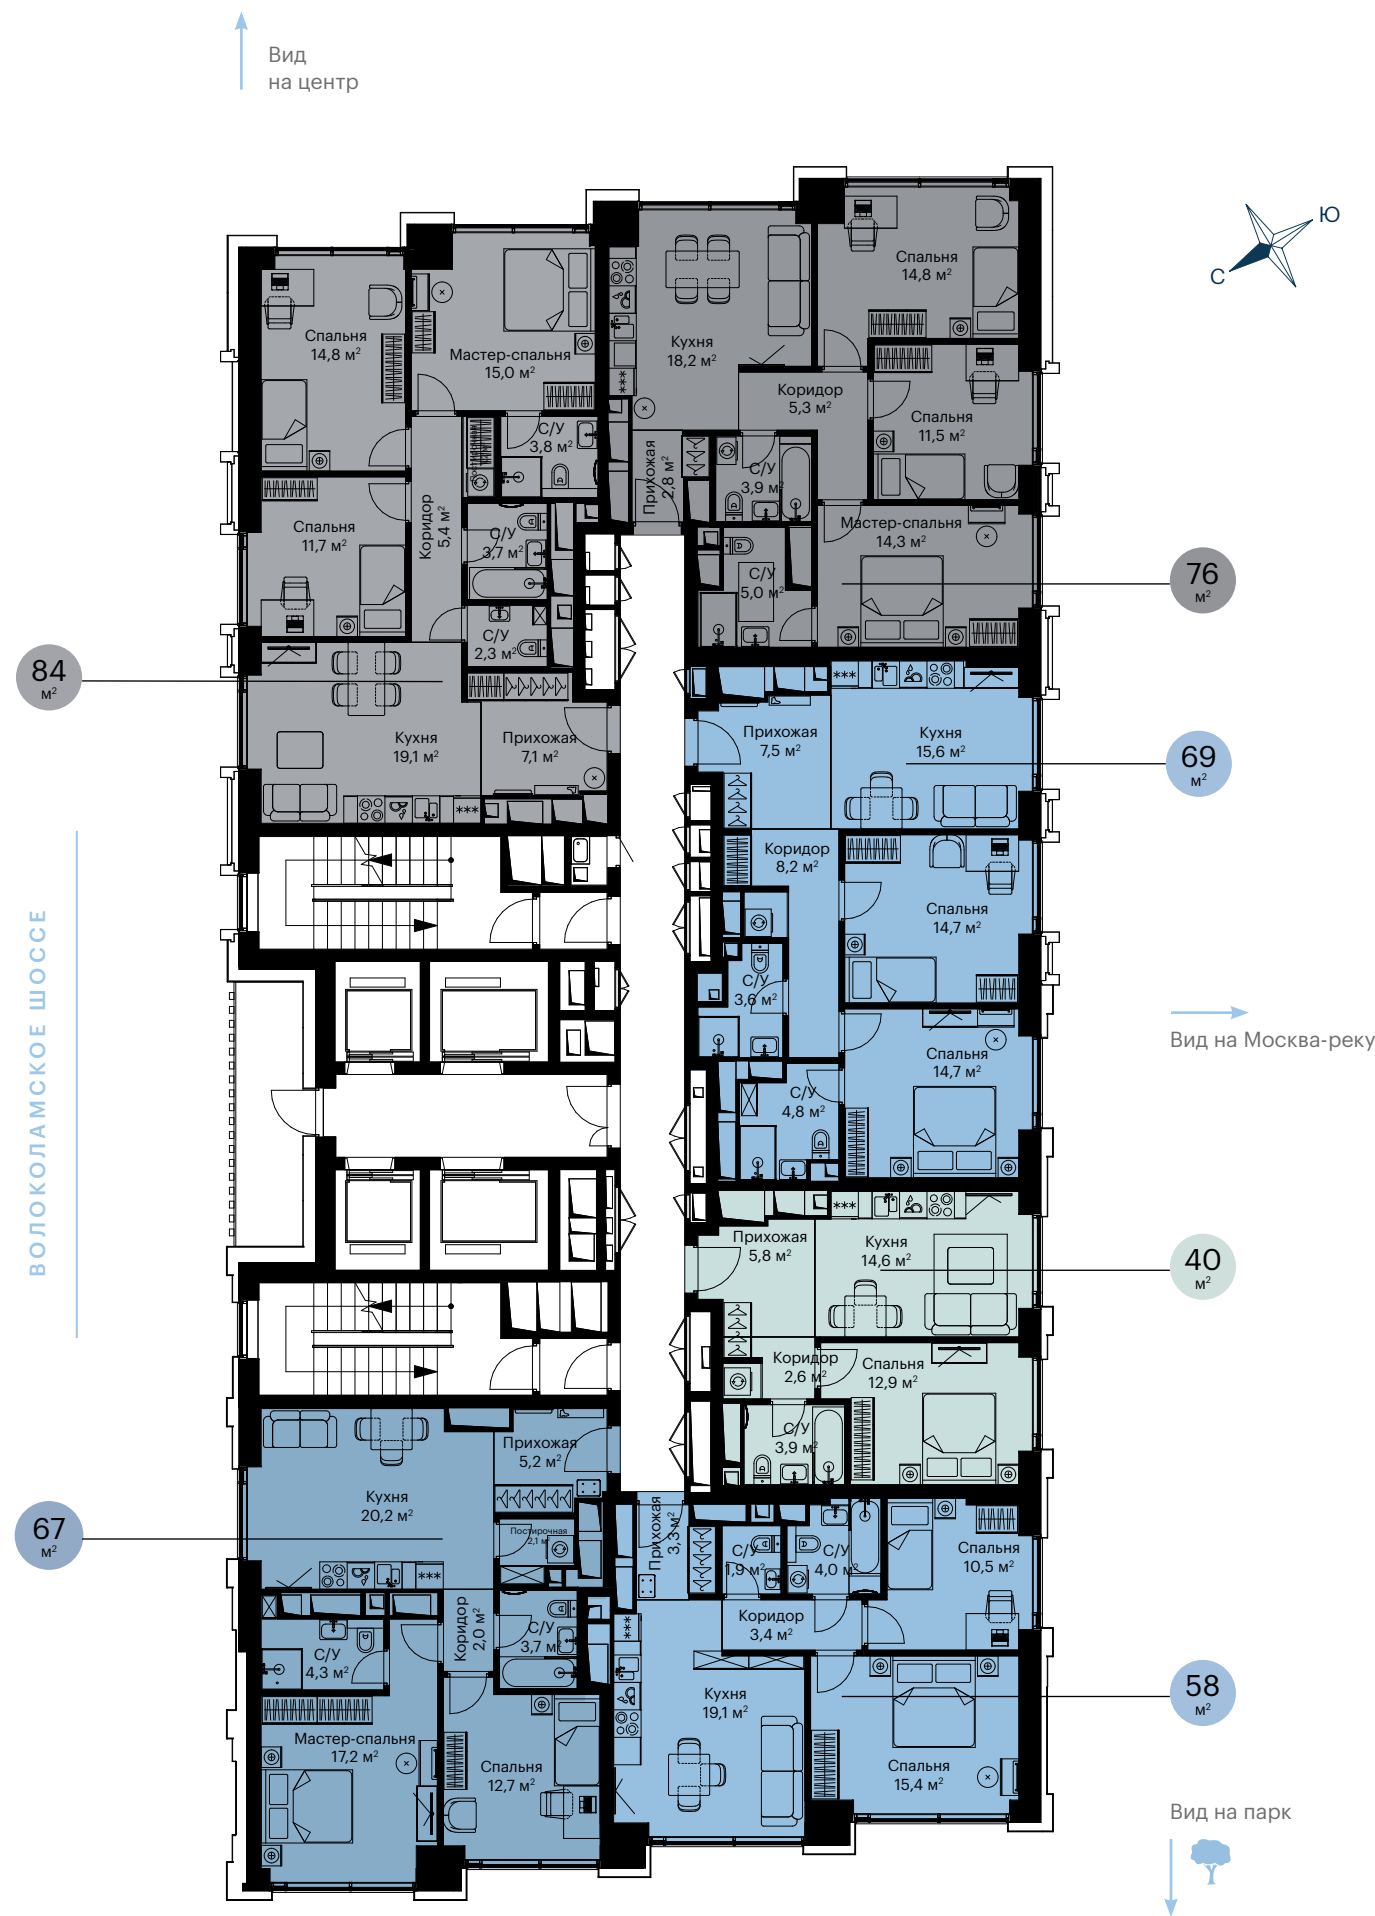 Вид
на центр
Ю
С
Спальня
14,8 м²
Мастер-спальня
15,0 м²
С/У
3,8 м²
Спальня
11,7 м²
Коридор
5,4 м²
С/У
3,7 м²
С/У
2,3 м²
84
м²
Кухня
19,1 м²
Прихожая
7,1 м²
***
Кухня
18,2 м²
***
Спальня
14,8 м²
Коридор
5,3 м²
Спальня
11,5 м²
Прихожая
2,8 м²
С/У
3,9 м²
Мастер-спальня
14,3 м²
С/У
5,0 м²
76
м²
***
Прихожая
7,5 м²
Кухня
15,6 м²
69
м²
Коридор
8,2 м²
Спальня
14,7 м²
С/У
3,6 м²
Спальня
14,7 м²
С/У
4,8 м²
ВОЛОКОЛАМСКОЕ ШОССЕ
Вид на Москва-реку
***
Прихожая
5,8 м²
Кухня
14,6 м²
40
м²
Коридор
2,6 м²
Спальня
12,9 м²
С/У
3,9 м²
Прихожая
5,2 м²
Кухня
20,2 м²
Постирочная
2,1 м
67
м²
***
Коридор
2,0 м²
С/У
3,7 м²
С/У
4,3 м²
Мастер-спальня
17,2 м²
Спальня
12,7 м²
Прихожая
3,3 м²
С/У
1,9 м²
С/У
4,0 м²
Спальня
10,5 м²
Коридор
3,4 м²
***
Кухня
19,1 м²
58
м²
Спальня
15,4 м²
Вид на парк